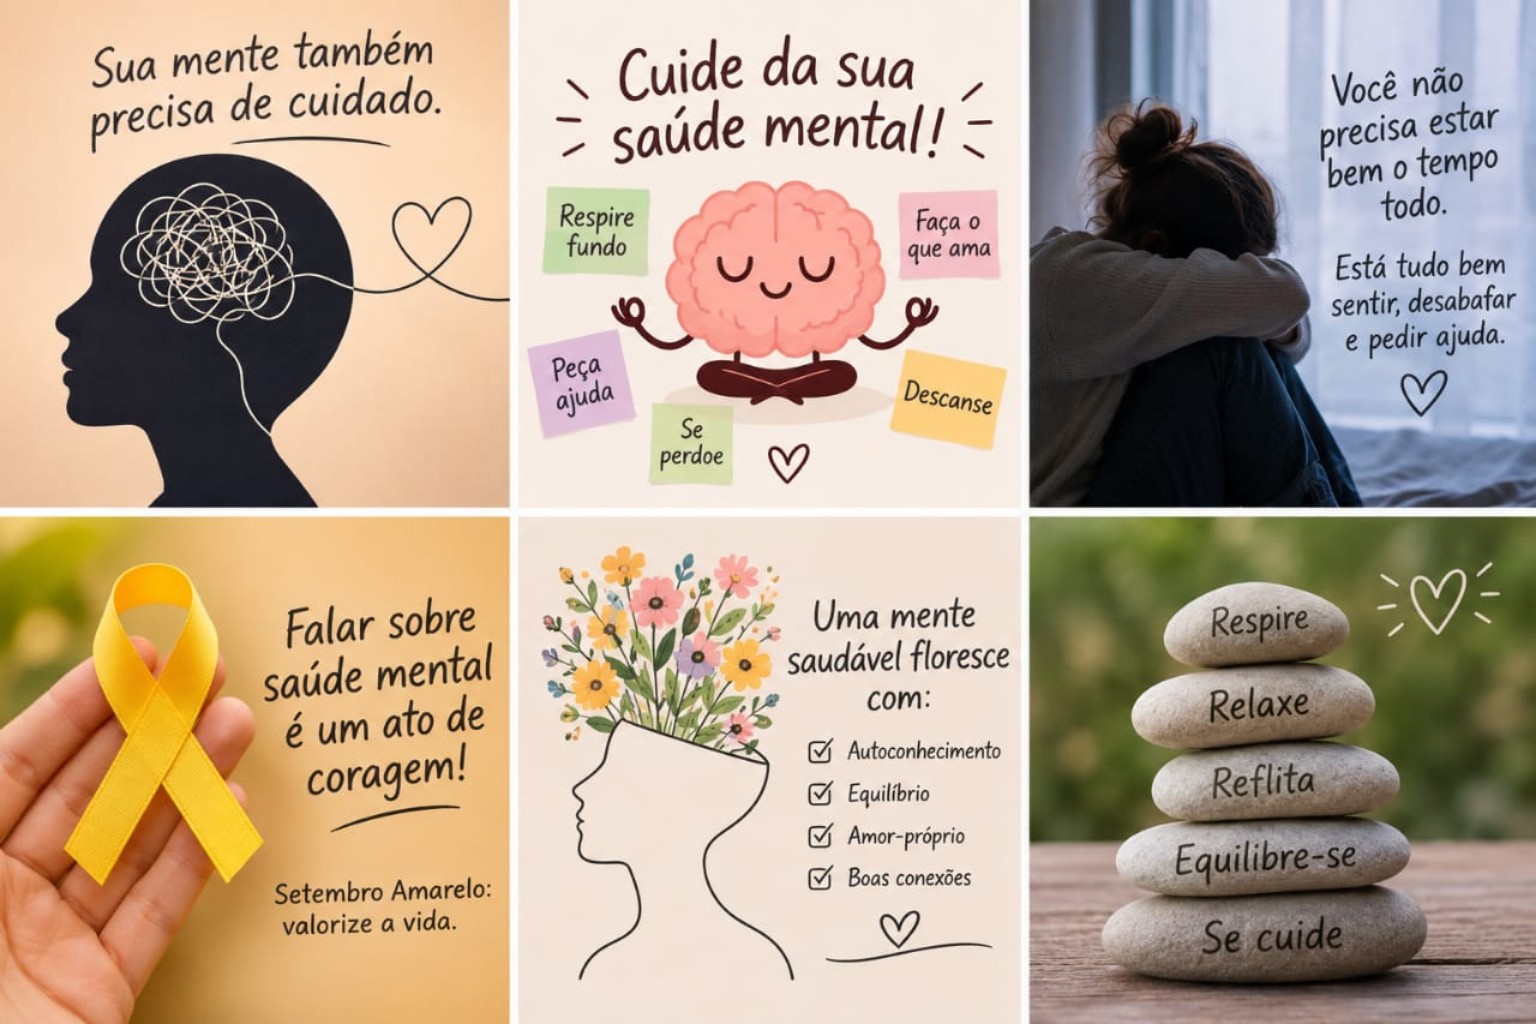 Sua mente também
precisa de cuidado.
Cuide da sua
saúde mental!
Respire
fundo
Faça o
que ama
Peça
ajuda
Se
perdoe
Descanse
Você não
precisa estar
bem o tempo
todo.
Está tudo bem
sentir, desabafar
e pedir ajuda.
Falar sobre
saúde mental
é um ato de
coragem!
Setembro Amarelo:
valorize a vida.
Uma mente
saudável floresce
com:
Autoconhecimento
Equilíbrio
Amor-próprio
Boas conexões
Respire
Relaxe
Reflita
Equilibre-se
Se cuide